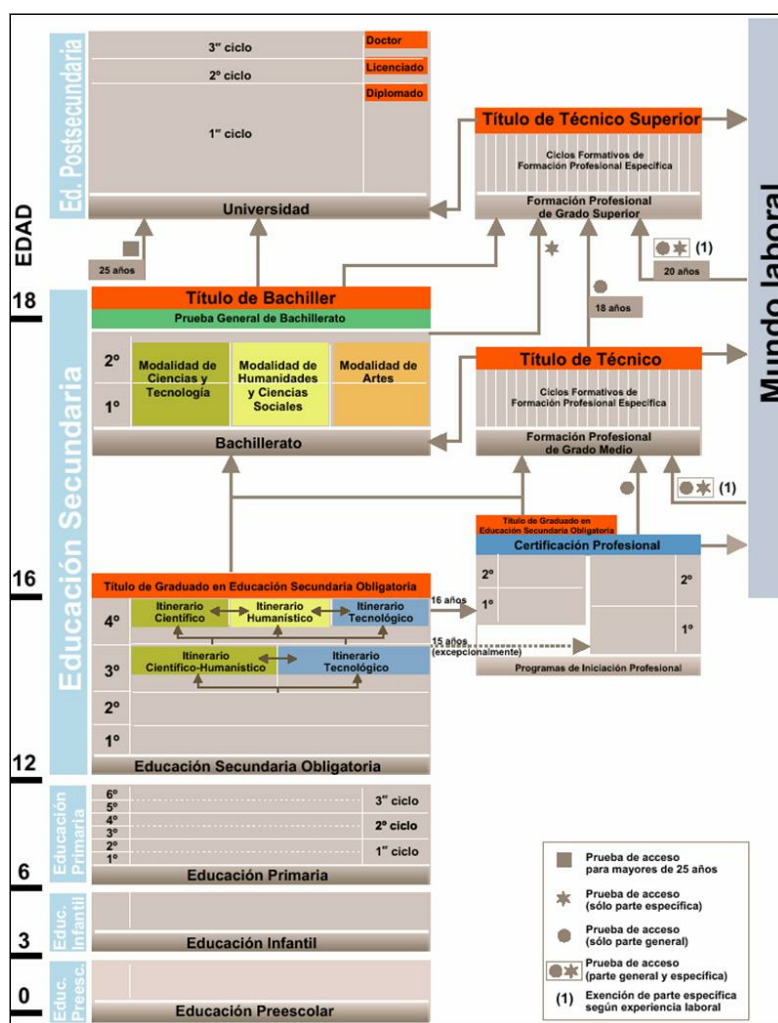 EDAD
18
16
12
6
3
0
Ed. Postsecundaria
3er ciclo
2º ciclo
1er ciclo
Doctor
Licenciado
Diplomado
Universidad
25 años
Título de Técnico Superior
Ciclos Formativos de
Formación Profesional Específica
Formación Profesional
de Grado Superior
(1)
20 años
18 años
Mundo laboral
Educación Secundaria
Título de Bachiller
Prueba General de Bachillerato
2º
1º
Modalidad de
Ciencias y
Tecnología
Modalidad de
Humanidades
y Ciencias
Sociales
Modalidad de
Artes
Bachillerato
Título de Técnico
Ciclos Formativos de
Formación Profesional Específica
Formación Profesional
de Grado Medio
(1)
Título de Graduado en
Educación Secundaria Obligatoria
Certificación Profesional
2º
1º
2º
1º
Programas de Iniciación Profesional
Título de Graduado en Educación Secundaria Obligatoria
4º
Itinerario
Científico
Itinerario
Humanístico
Itinerario
Tecnológico
16 años
15 años
(excepcionalmente)
3º
Itinerario
Científico-Humanístico
Itinerario
Tecnológico
2º
1º
Educación Secundaria Obligatoria
Educación
Primaria
6º
5º
4º
3º
2º
1º
3er ciclo
2º ciclo
1er ciclo
Educación Primaria
Educ.
Infantil
Educación Infantil
Educ.
Preesc.
Educación Preescolar
Prueba de acceso
para mayores de 25 años
Prueba de acceso
(sólo parte específica)
Prueba de acceso
(sólo parte general)
Prueba de acceso
(parte general y específica)
(1) Exención de parte específica
según experiencia laboral